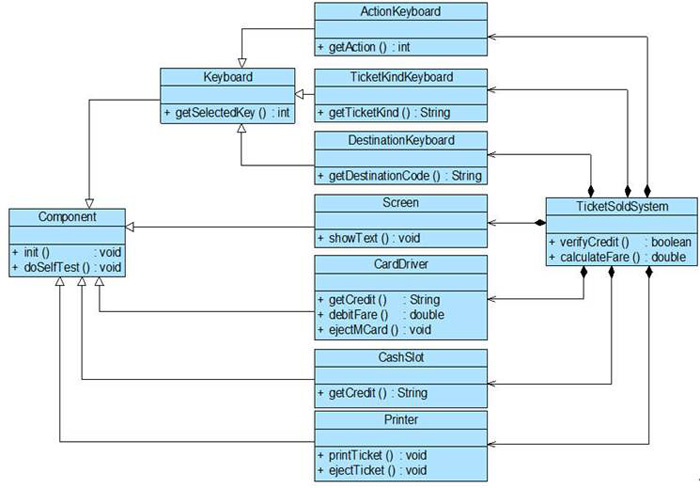 ActionKeyboard
+ getAction () : int
Keyboard
+ getSelectedKey () : int
TicketKindKeyboard
+ getTicketKind () : String
DestinationKeyboard
+ getDestinationCode () : String
Component
+ init () : void
+ doSelfTest () : void
Screen
+ showText () : void
TicketSoldSystem
+ verifyCredit () : boolean
+ calculateFare () : double
CardDriver
+ getCredit () : String
+ debitFare () : double
+ ejectMCard () : void
CashSlot
+ getCredit () : String
Printer
+ printTicket () : void
+ ejectTicket () : void